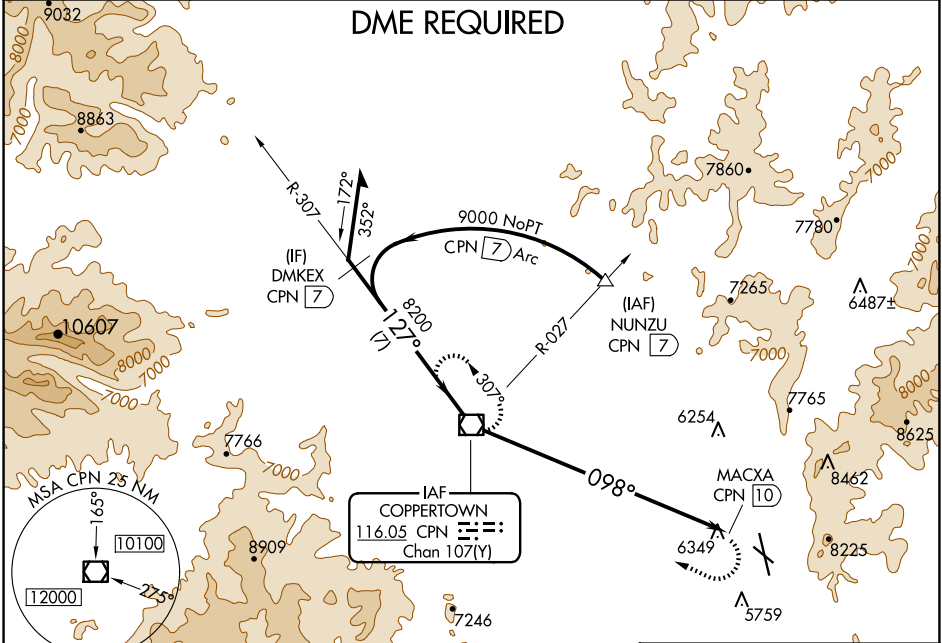 DME REQUIRED
9032
8000
7000
8863
R-307
172°
352°
9000 NoPT
CPN 7 Arc
7860
7000
7780
7000
(IF)
DMKEX
CPN 7
8200
127°
(7)
R-027
(IAF)
NUNZU
CPN 7
7265
6487±
7000
10607
8000
7000
7000
307°
8000
7765
8625
6254
7766
7000
098°
MACXA
CPN 10
8462
MSA CPN 25 NM
165°
10100
12000
275°
IAF
COPPERTOWN
116.05 CPN
Chan 107(Y)
6349
8225
8909
5759
7246